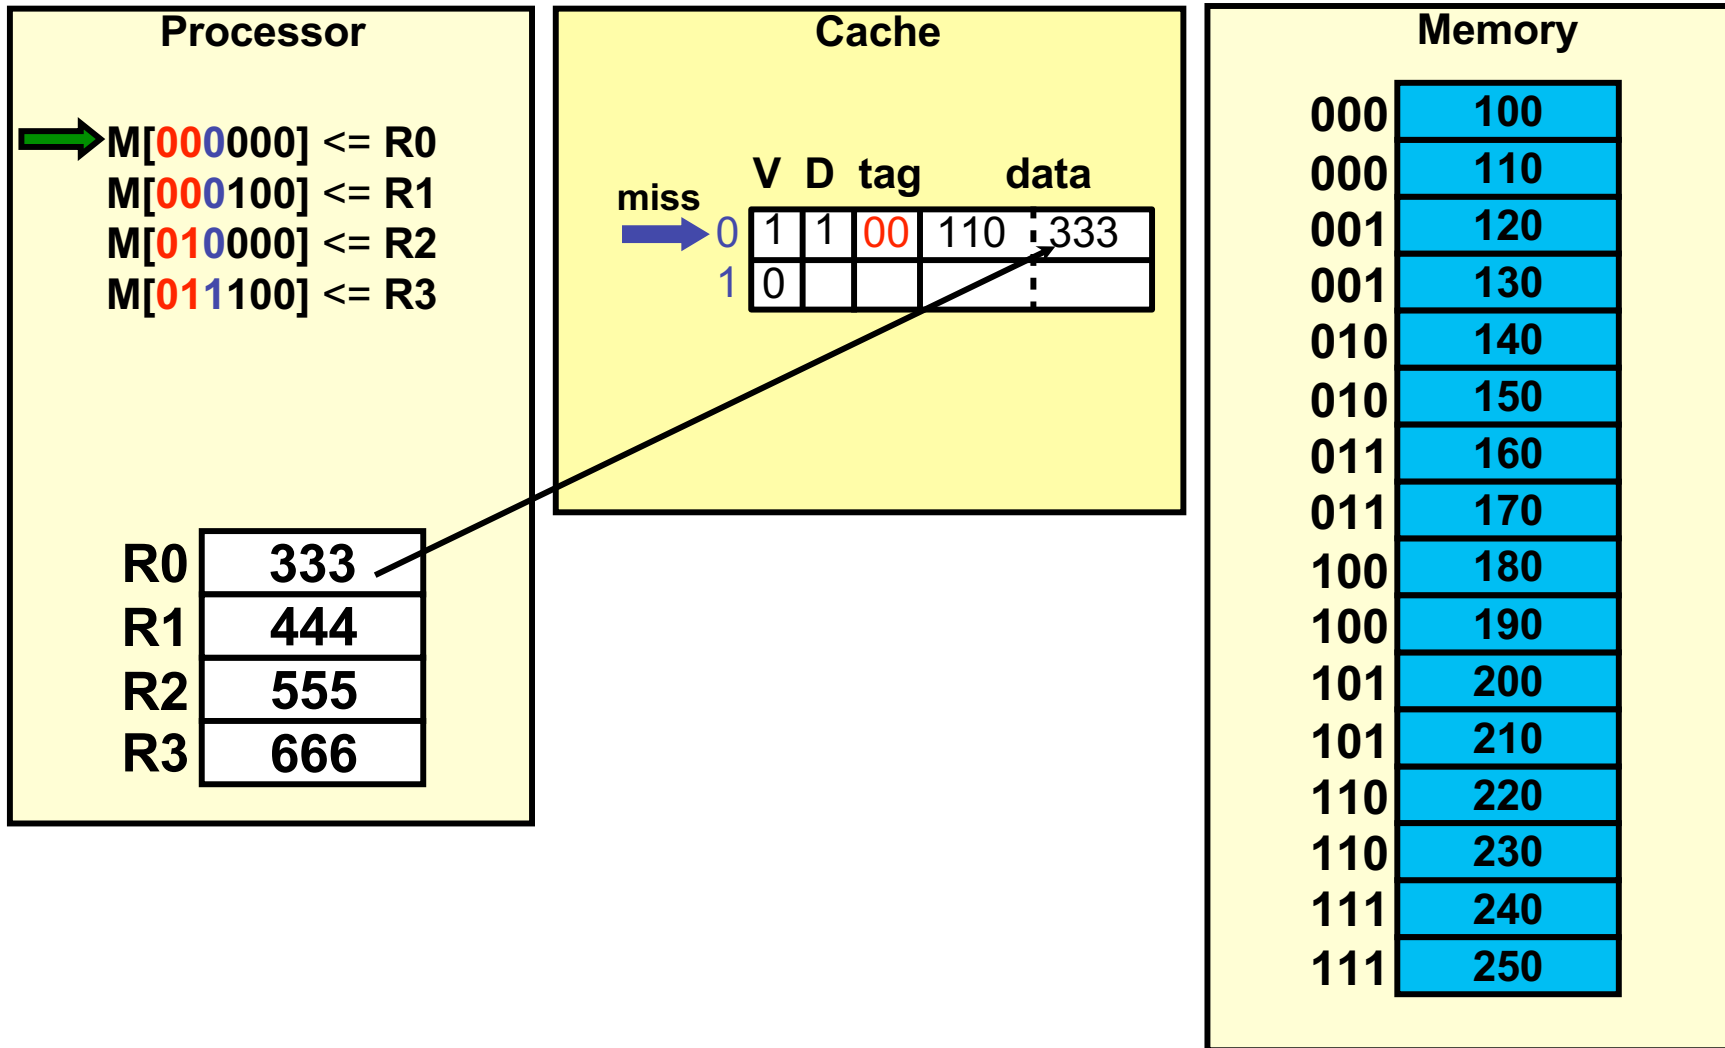 Processor
M[000000] <= R0
M[000100] <= R1
M[010000] <= R2
M[011100] <= R3
R0 333
R1 444
R2 555
R3 666
Cache
V D tag data
miss
0 1 1 00 110 333
1 0
Memory
000 100
000 110
001 120
001 130
010 140
010 150
011 160
011 170
100 180
100 190
101 200
101 210
110 220
110 230
111 240
111 250